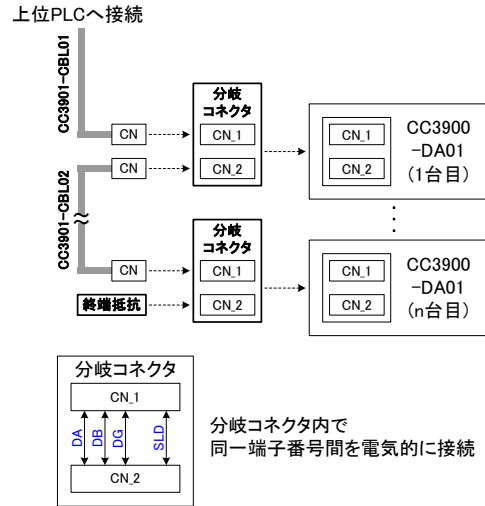 上位PLCへ接続
CC3901-CBL01
CN
分岐
コネクタ
CN_1
CN_2
CN_1
CN_2
CC3900
-DA01
(1台目)
CC3901-CBL02
CN
CN
終端抵抗
分岐
コネクタ
CN_1
CN_2
CN_1
CN_2
CC3900
-DA01
(n台目)
分岐コネクタ
CN_1
DA
DB
DG
SLD
CN_2
分岐コネクタ内で
同一端子番号間を電気的に接続